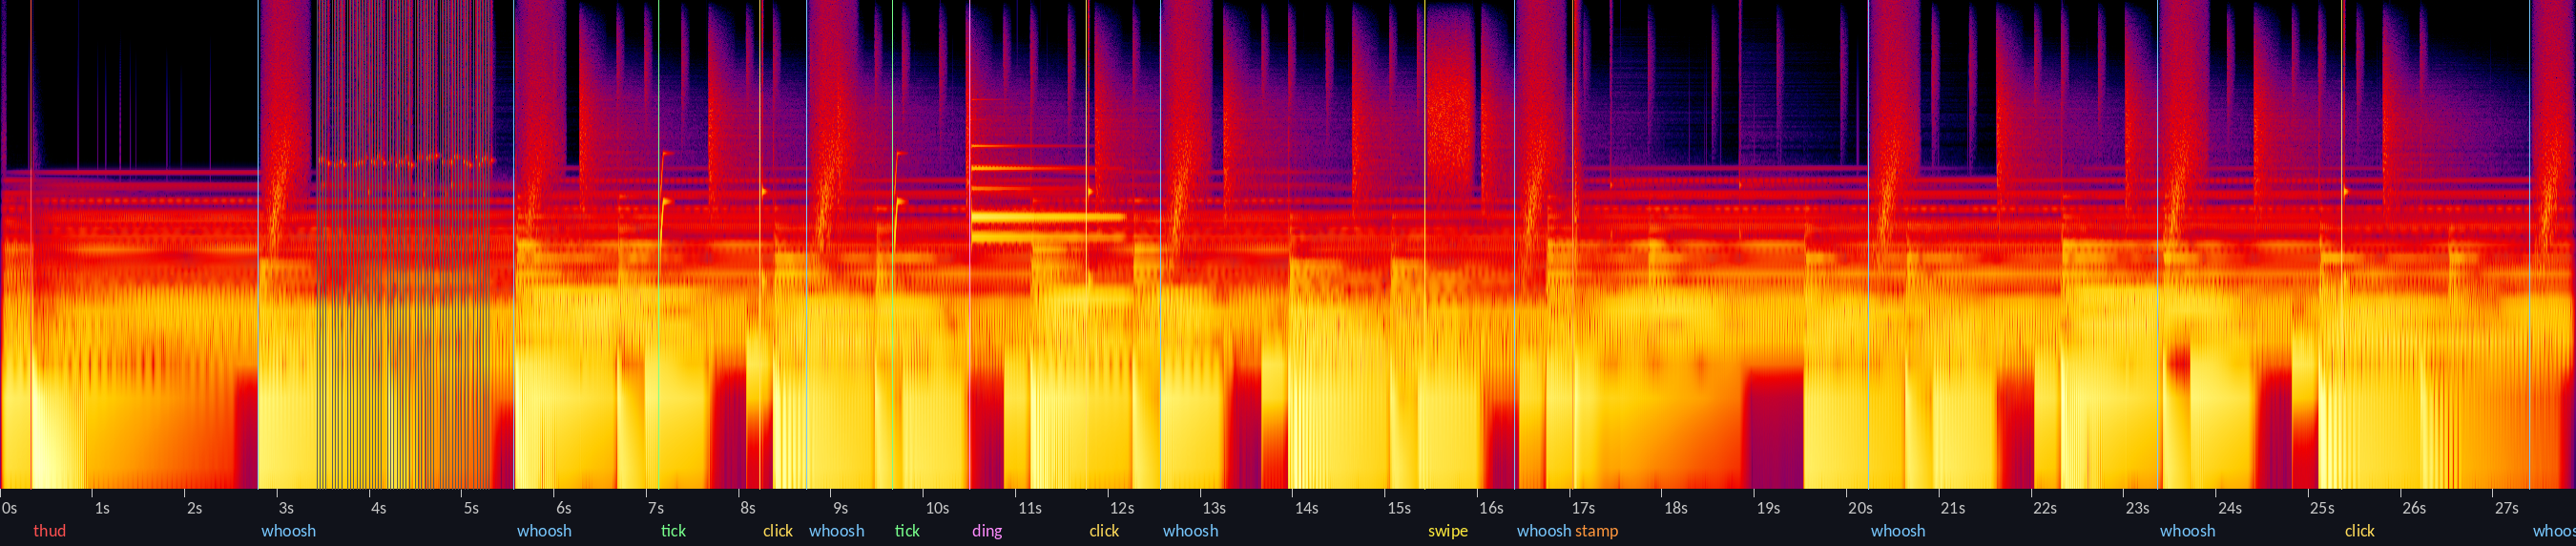 0s 1s 2s 3s 4s 5s 6s 7s 8s 9s 10s 11s 12s 13s 14s 15s 16s 17s 18s 19s 20s 21s 22s 23s 24s 25s 26s 27s
thud whoosh whoosh tick click whoosh tick ding click whoosh swipe whoosh stamp whoosh whoosh click whoos